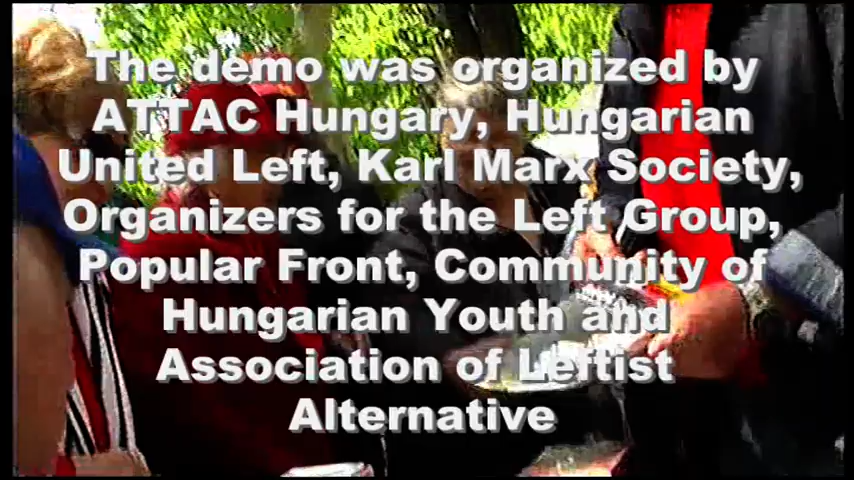 The demo was organized by
ATTAC Hungary, Hungarian
United Left, Karl Marx Society,
Organizers for the Left Group,
Popular Front, Community of
Hungarian Youth and
Association of Leftist
Alternative